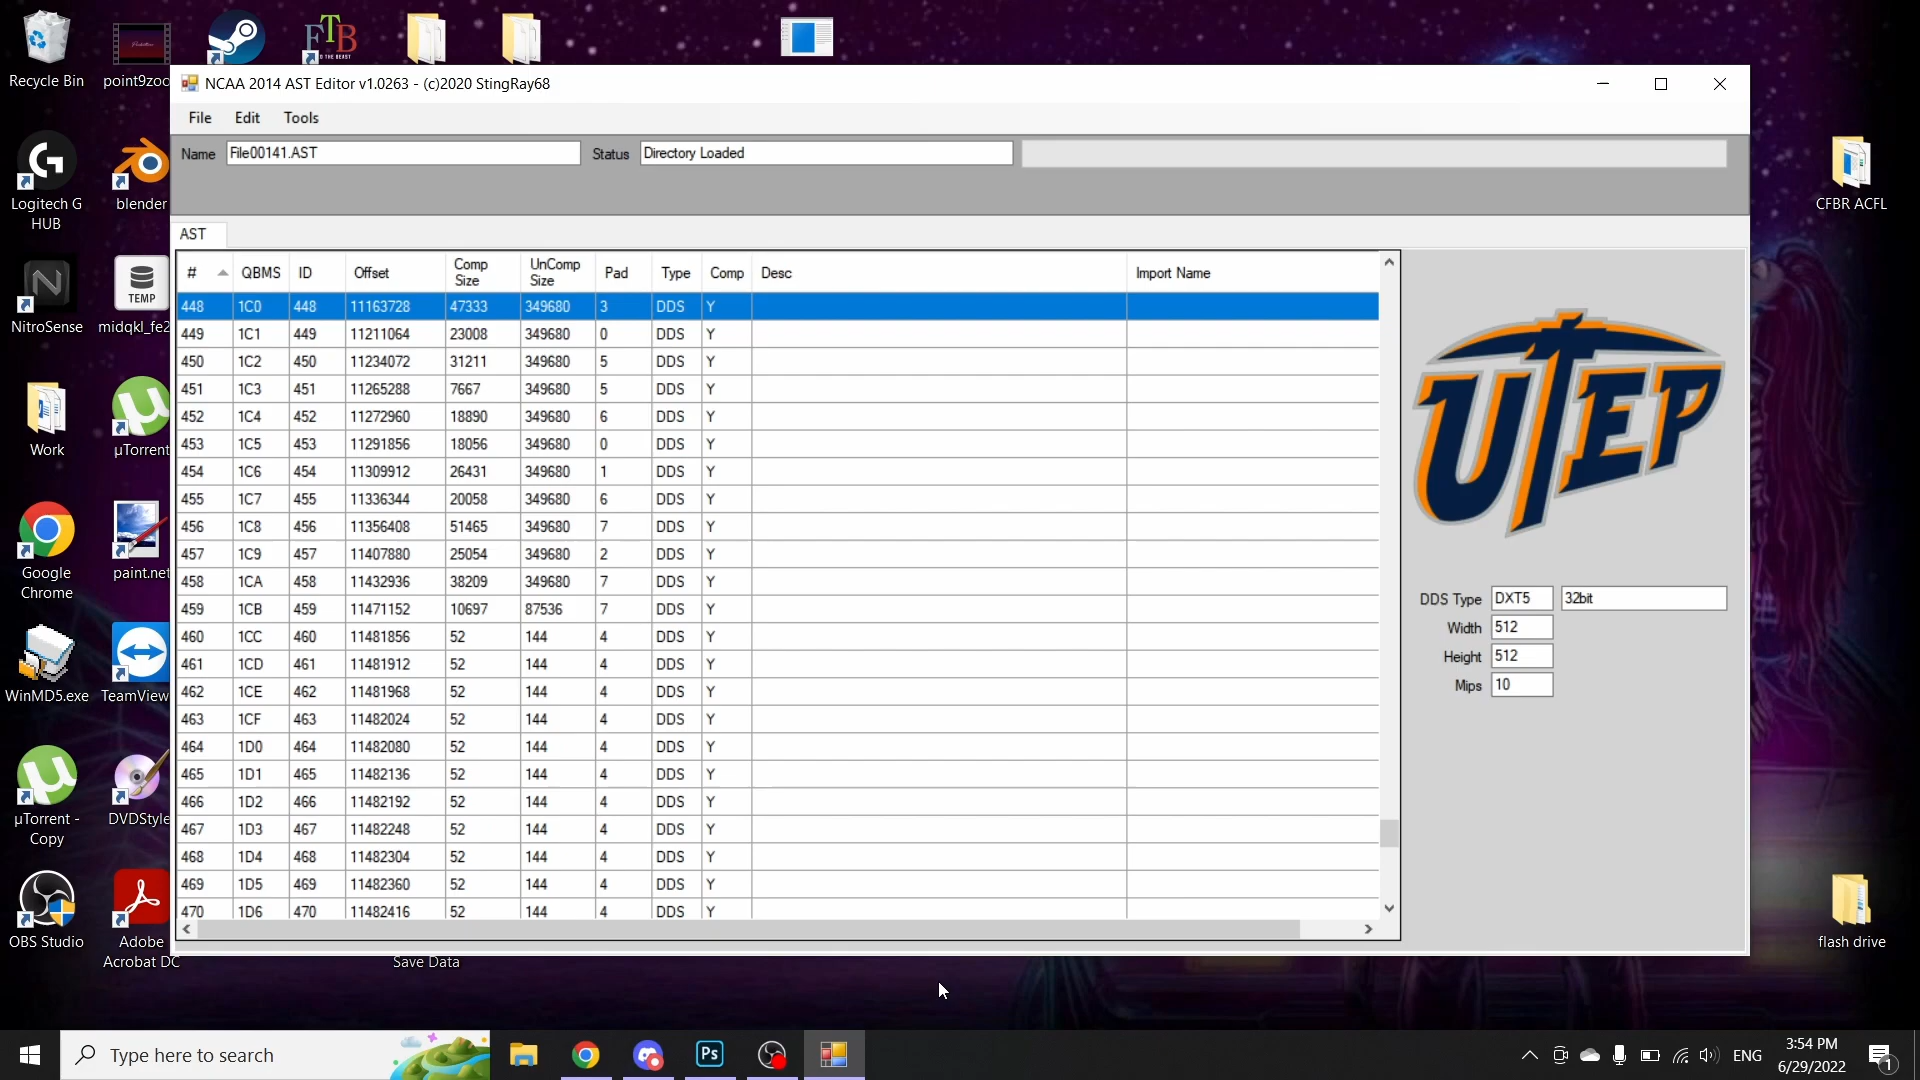 Recycle Bin
point9zoo
FTB
THE BEAST
NCAA 2014 AST Editor v1.0263 - (c)2020 StingRay68
File Edit Tools
Name File00141.AST Status Directory Loaded
AST
# QBMS ID Offset Comp Size UnComp Size Pad Type Comp Desc Import Name
448 1C0 448 11163728 47333 349680 3 DDS Y
449 1C1 449 11211064 23008 349680 0 DDS Y
450 1C2 450 11234072 31211 349680 5 DDS Y
451 1C3 451 11265288 7667 349680 5 DDS Y
452 1C4 452 11272960 18890 349680 6 DDS Y
453 1C5 453 11291856 18056 349680 0 DDS Y
454 1C6 454 11309912 26431 349680 1 DDS Y
455 1C7 455 11336344 20058 349680 6 DDS Y
456 1C8 456 11356408 51465 349680 7 DDS Y
457 1C9 457 11407880 25054 349680 2 DDS Y
458 1CA 458 11432936 38209 349680 7 DDS Y
459 1CB 459 11471152 10697 87536 7 DDS Y
460 1CC 460 11481856 52 144 4 DDS Y
461 1CD 461 11481912 52 144 4 DDS Y
462 1CE 462 11481968 52 144 4 DDS Y
463 1CF 463 11482024 52 144 4 DDS Y
464 1D0 464 11482080 52 144 4 DDS Y
465 1D1 465 11482136 52 144 4 DDS Y
466 1D2 466 11482192 52 144 4 DDS Y
467 1D3 467 11482248 52 144 4 DDS Y
468 1D4 468 11482304 52 144 4 DDS Y
469 1D5 469 11482360 52 144 4 DDS Y
470 1D6 470 11482416 52 144 4 DDS Y
UTEP
DDS Type DXT5 32bit
Width 512
Height 512
Mips 10
Logitech G
HUB
blender
NitroSense
TEMP
midqkl_fe2
Work
µTorrent
Google
Chrome
paint.net
WinMD5.exe
TeamView
µTorrent -
Copy
DVDStyle
OBS Studio
Adobe
Acrobat DC
Save Data
CFBR ACFL
flash drive
Type here to search
Ps
ENG
3:54 PM
6/29/2022
1